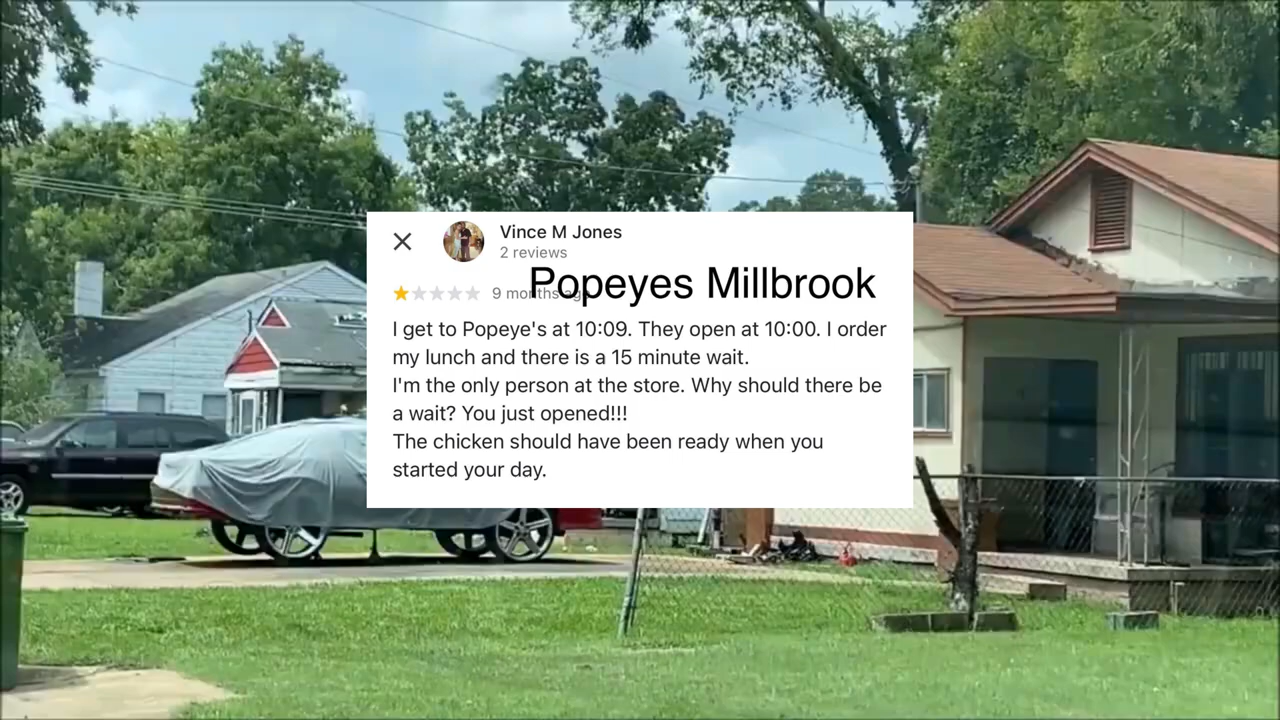 Vince M Jones
2 reviews
Popeyes Millbrook
9 months ago
I get to Popeye's at 10:09. They open at 10:00. I order
my lunch and there is a 15 minute wait.
I'm the only person at the store. Why should there be
a wait? You just opened!!!
The chicken should have been ready when you
started your day.